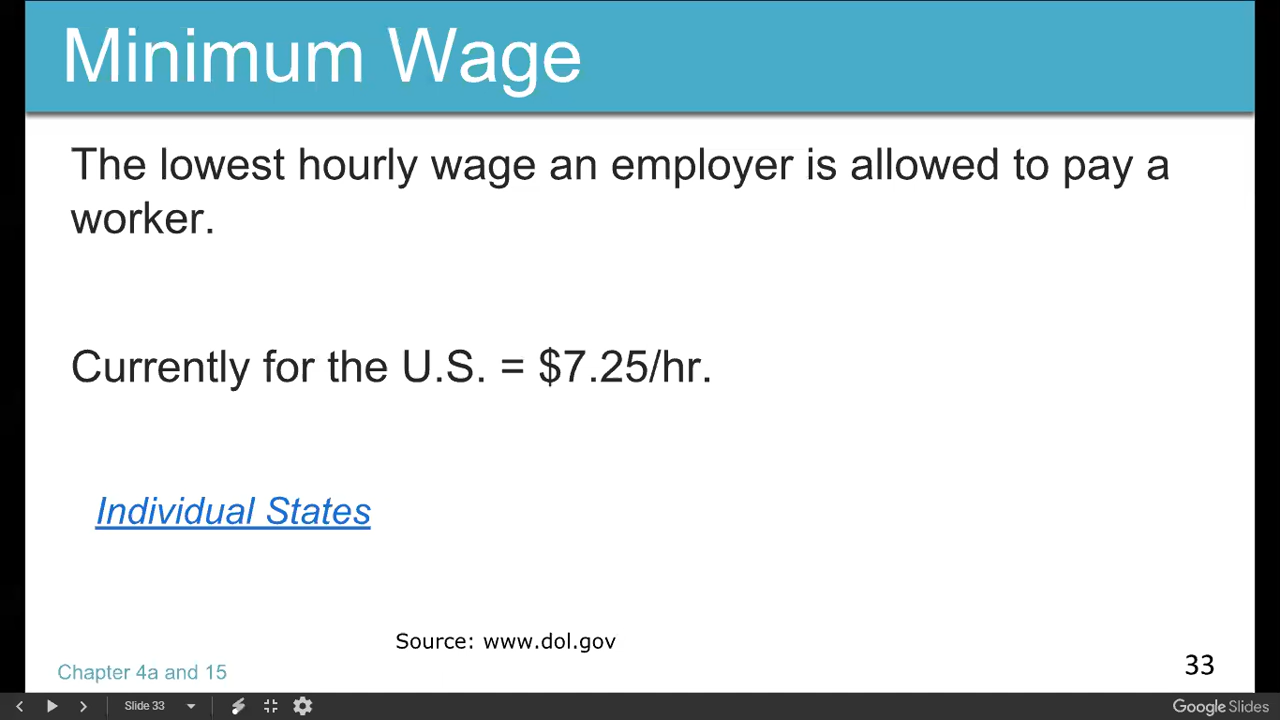 Minimum Wage
The lowest hourly wage an employer is allowed to pay a
worker.
Currently for the U.S. = $7.25/hr.
Individual States
Source: www.dol.gov
Chapter 4a and 15
33
Slide 33
Google Slides